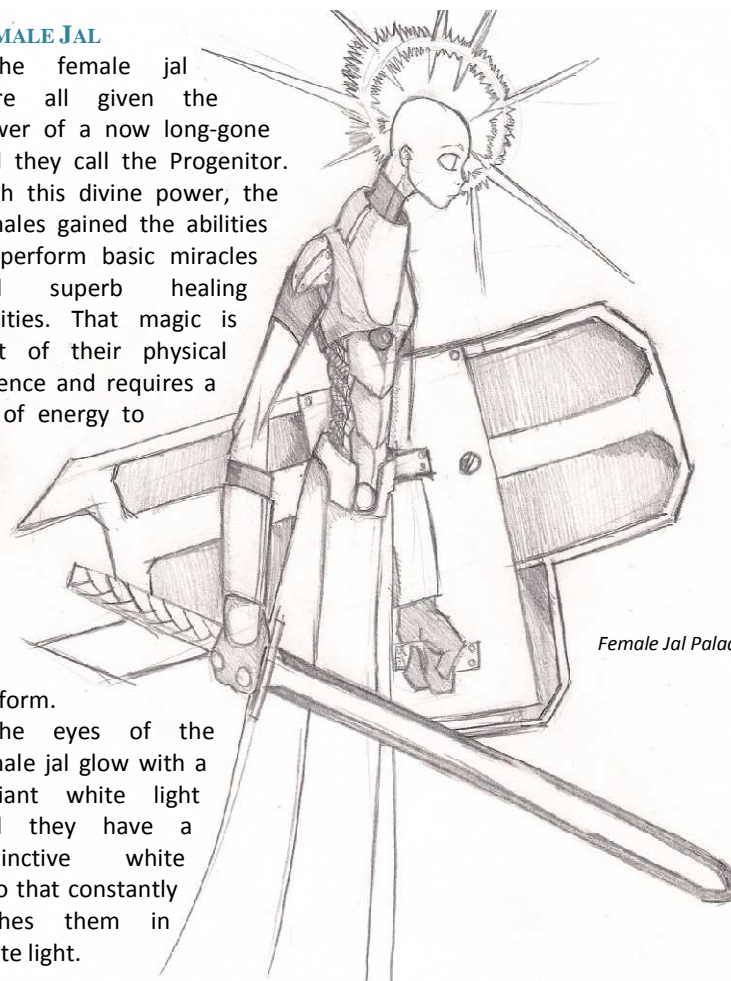 MALE JAL
he female jal
re all given the
wer of a now long-gone
they call the Progenitor.
h this divine power, the
ales gained the abilities
perform basic miracles
superb healing
ities. That magic is
t of their physical
ence and requires a
of energy to
Female Jal Pala
form.
he eyes of the
ale jal glow with a
iant white light
they have a
tinctive white
o that constantly
hes them in
te light.